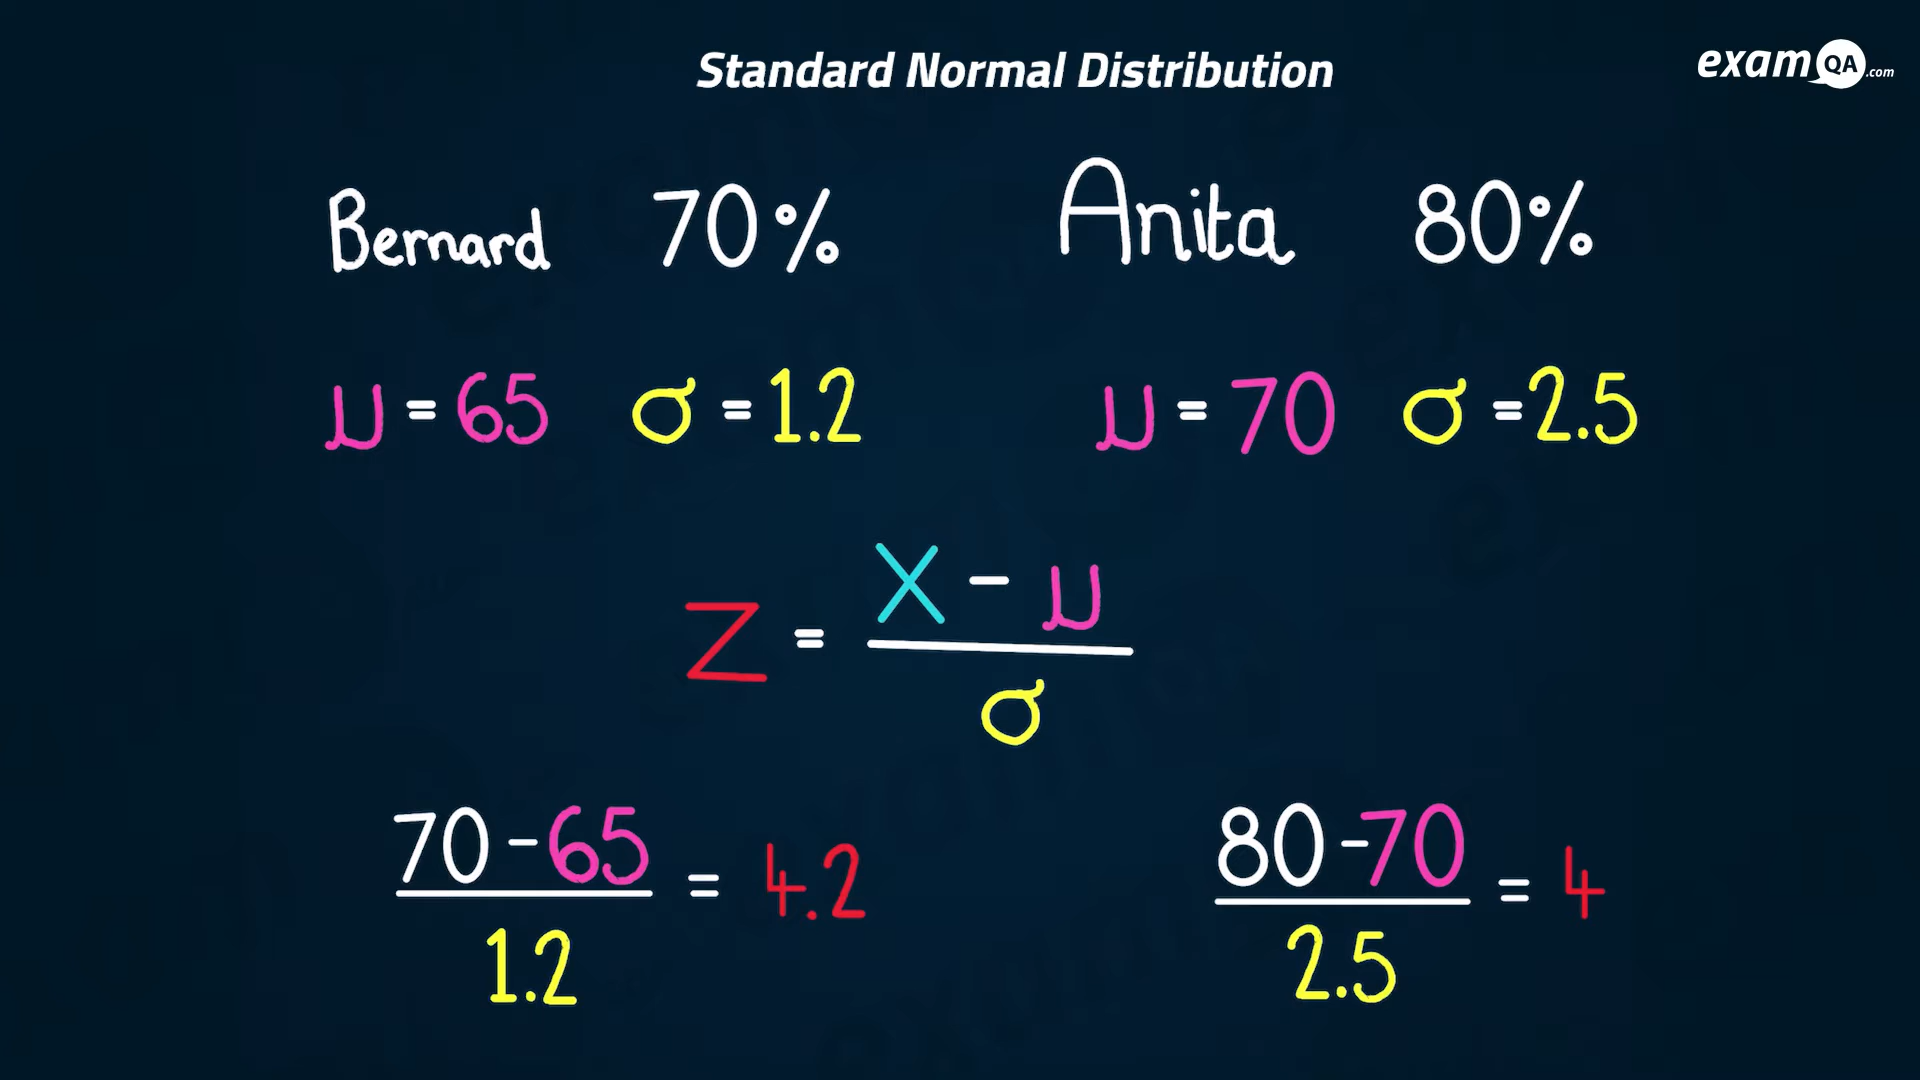 Standard Normal Distribution
examQA.com
Bernard 70% Anita 80%
μ = 65 σ = 1.2 μ = 70 σ = 2.5
X - μ
Z =
σ
70 - 65 = 4.2 80 - 70 = 4
1.2 2.5